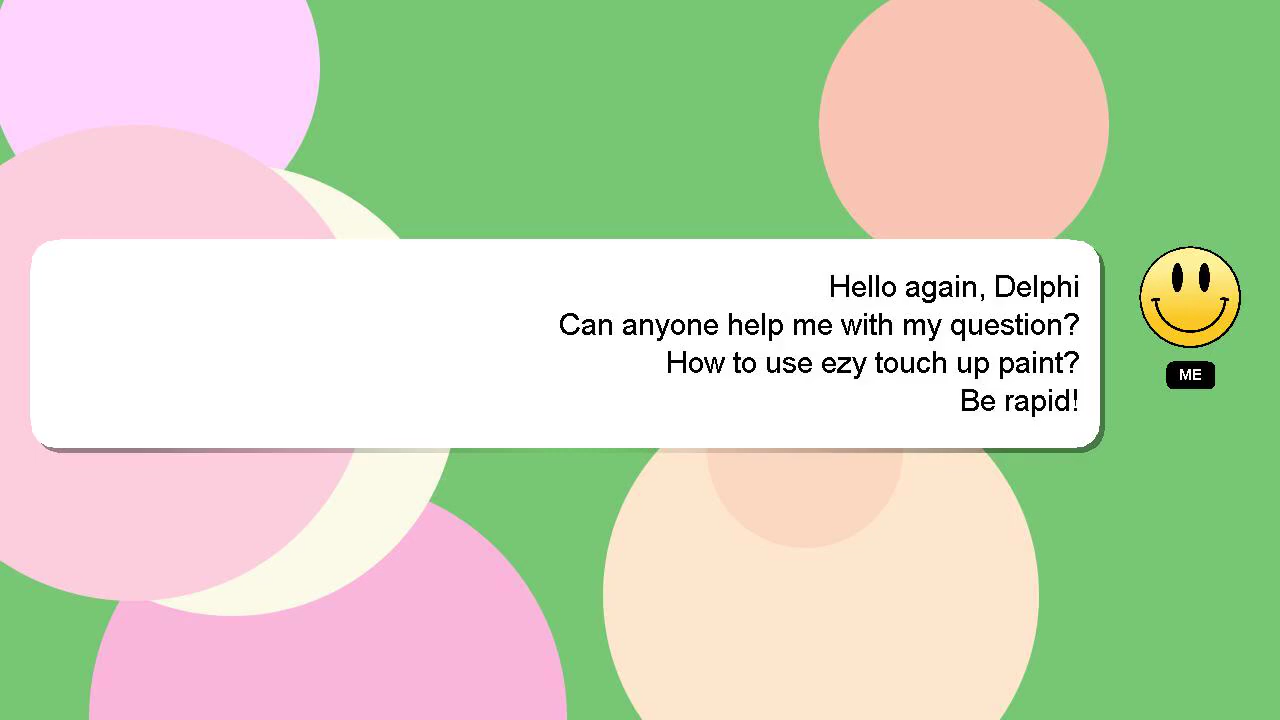 Hello again, Delphi
Can anyone help me with my question?
How to use ezy touch up paint?
Be rapid!
ME